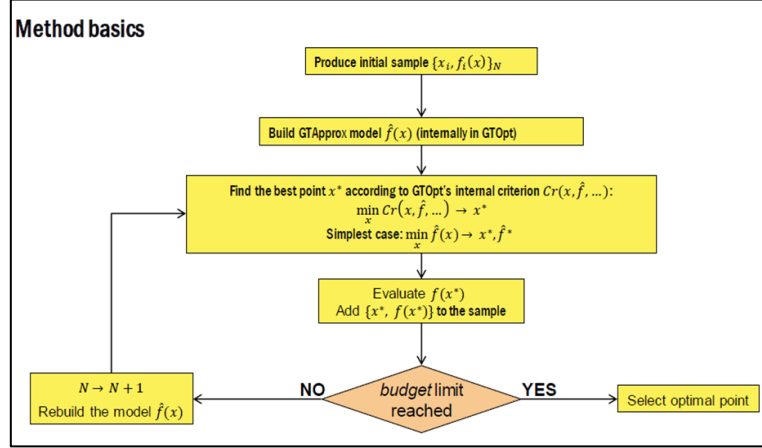 Method basics
Produce initial sample {xᵢ, fᵢ(x)}_N
Build GTApprox model f̂(x) (internally in GTOpt)
Find the best point x* according to GTOpt's internal criterion Cr(x, f̂, ...):
min_x Cr(x, f̂, ...) → x*
Simplest case: min_x f̂(x) → x*, f̂*
Evaluate f(x*)
Add {x*, f(x*)} to the sample
budget limit
reached
NO
YES
N → N + 1
Rebuild the model f̂(x)
Select optimal point